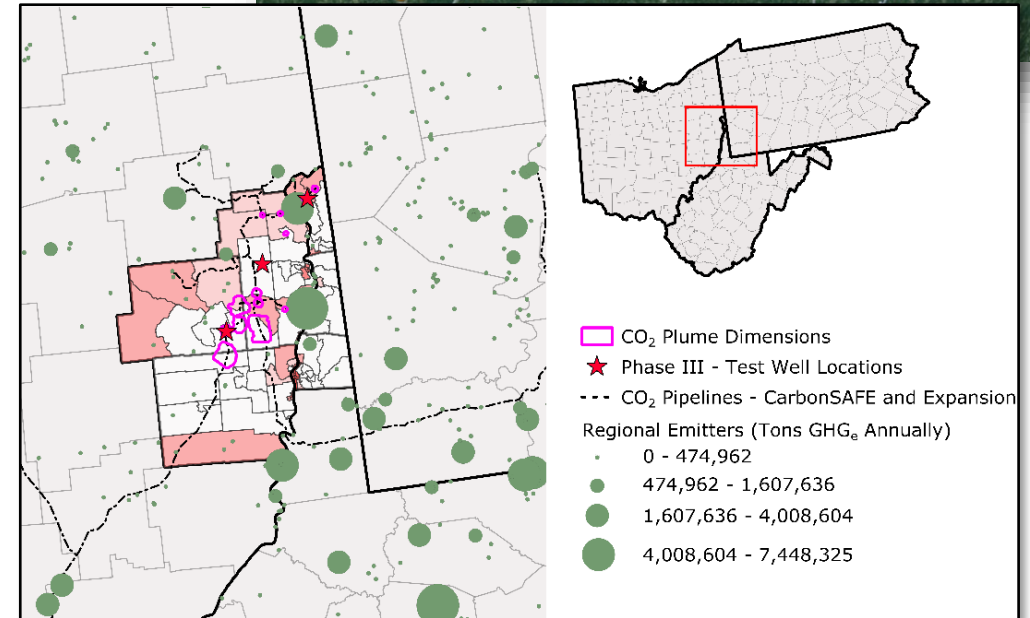 CO₂ Plume Dimensions
Phase III - Test Well Locations
CO₂ Pipelines - CarbonSAFE and Expansion
Regional Emitters (Tons GHGₑ Annually)
0 - 474,962
474,962 - 1,607,636
1,607,636 - 4,008,604
4,008,604 - 7,448,325